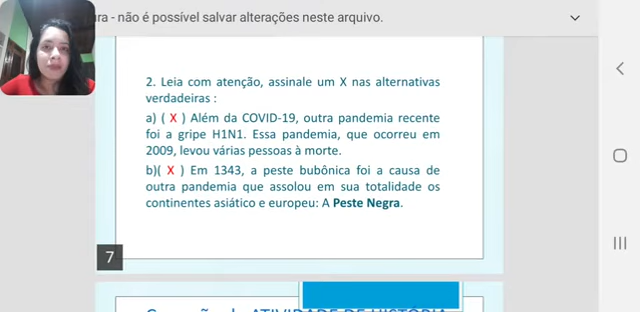 ura - não é possível salvar alterações neste arquivo.
2. Leia com atenção, assinale um X nas alternativas
verdadeiras :
a) ( X ) Além da COVID-19, outra pandemia recente
foi a gripe H1N1. Essa pandemia, que ocorreu em
2009, levou várias pessoas à morte.
b)( X ) Em 1343, a peste bubônica foi a causa de
outra pandemia que assolou em sua totalidade os
continentes asiático e europeu: A Peste Negra.
7
ATIVIDADE DE HISTÓRIA